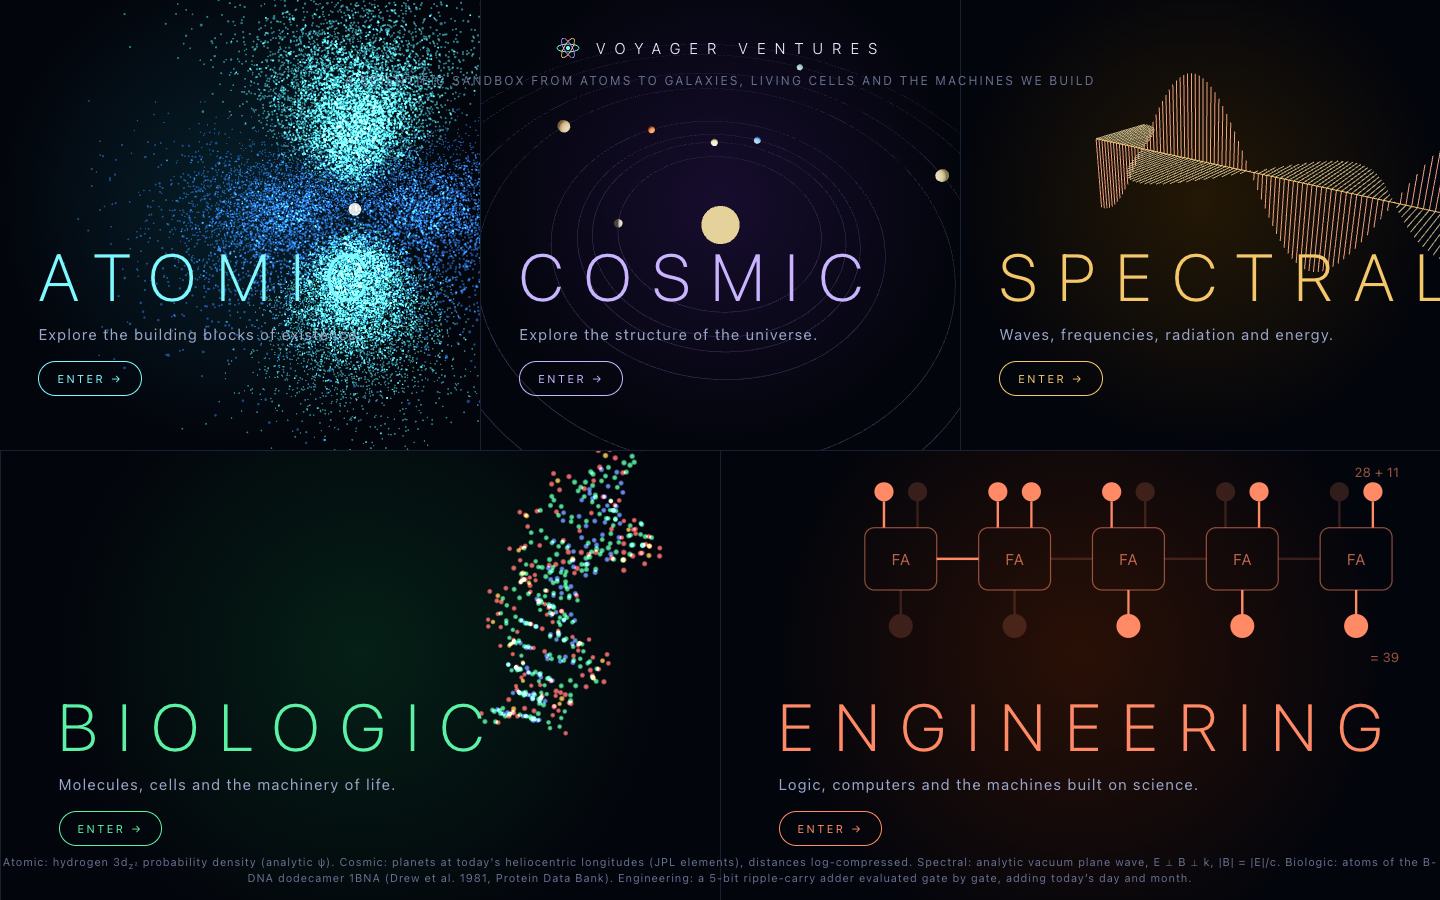 VOYAGER VENTURES
SANDBOX FROM ATOMS TO GALAXIES, LIVING CELLS AND THE MACHINES WE BUILD
ATOMIC
Explore the building blocks of existence.
ENTER →
COSMIC
Explore the structure of the universe.
ENTER →
SPECTRAL
Waves, frequencies, radiation and energy.
ENTER →
28 + 11
FA FA FA FA FA
= 39
BIOLOGIC
Molecules, cells and the machinery of life.
ENTER →
ENGINEERING
Logic, computers and the machines built on science.
ENTER →
Atomic: hydrogen 3d_z² probability density (analytic ψ). Cosmic: planets at today's heliocentric longitudes (JPL elements), distances log-compressed. Spectral: analytic vacuum plane wave, E ⊥ B ⊥ k, |B| = |E|/c. Biologic: atoms of the B-
DNA dodecamer 1BNA (Drew et al. 1981, Protein Data Bank). Engineering: a 5-bit ripple-carry adder evaluated gate by gate, adding today's day and month.